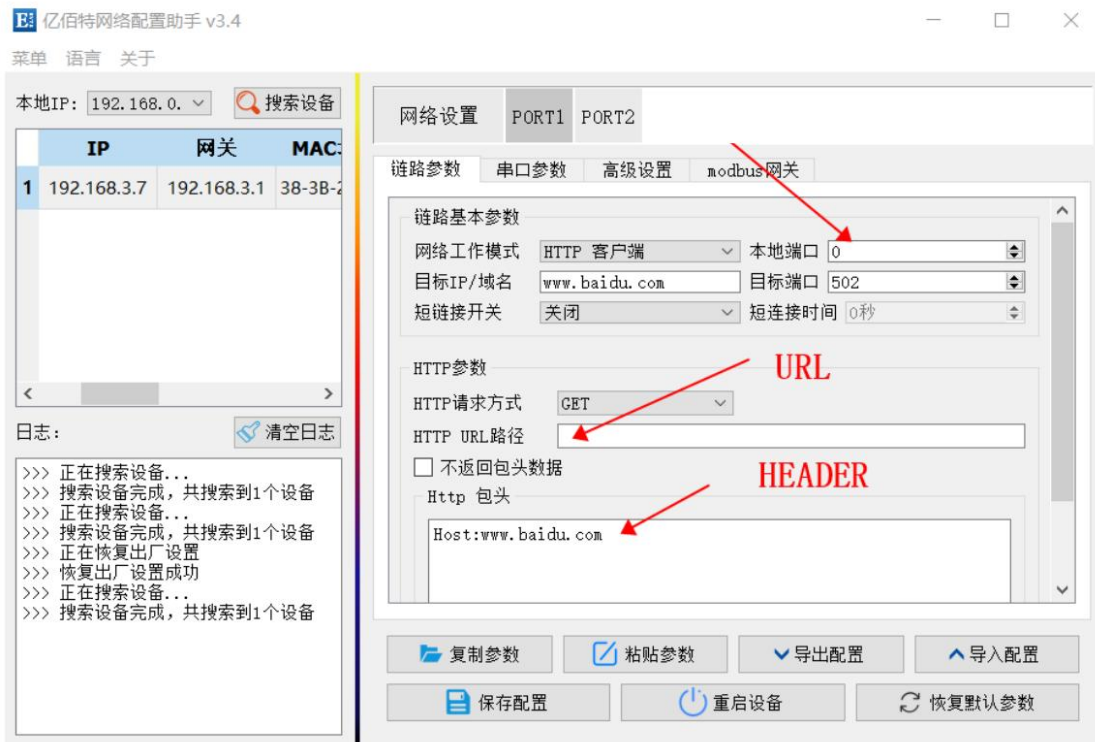 亿佰特网络配置助手 v3.4
菜单 语言 关于
本地IP: 192.168.0. 搜索设备
IP 网关 MAC
1 192.168.3.7 192.168.3.1 38-3B-2
日志: 清空日志
>>> 正在搜索设备...
>>> 搜索设备完成，共搜索到1个设备
>>> 正在搜索设备...
>>> 搜索设备完成，共搜索到1个设备
>>> 正在恢复出厂设置
>>> 恢复出厂设置成功
>>> 正在搜索设备...
>>> 搜索设备完成，共搜索到1个设备
网络设置 PORT1 PORT2
链路参数 串口参数 高级设置 modbus网关
链路基本参数
网络工作模式 HTTP 客户端 本地端口 0
目标IP/域名 www.baidu.com 目标端口 502
短链接开关 关闭 短连接时间 0秒
HTTP参数
URL
HTTP请求方式 GET
HTTP URL路径
不返回包头数据
HEADER
Http 包头
Host:www.baidu.com
复制参数 粘贴参数 导出配置 导入配置
保存配置 重启设备 恢复默认参数